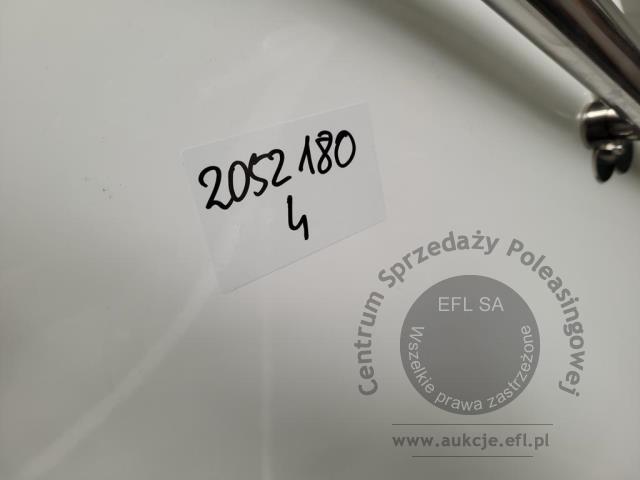 2052180
4
Centrum Sprzedaży Poleasingowej
EFL SA
Wszelkie prawa zastrzeżone
www.aukcje.efl.pl